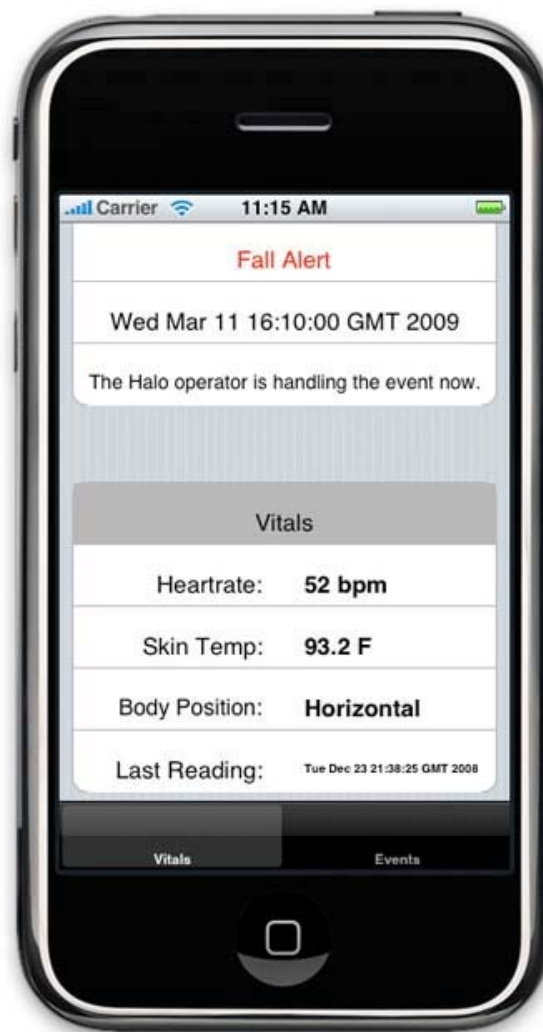 Carrier 11:15 AM
Fall Alert
Wed Mar 11 16:10:00 GMT 2009
The Halo operator is handling the event now.
Vitals
Heartrate: 52 bpm
Skin Temp: 93.2 F
Body Position: Horizontal
Last Reading: Tue Dec 23 21:38:25 GMT 2008
Vitals Events